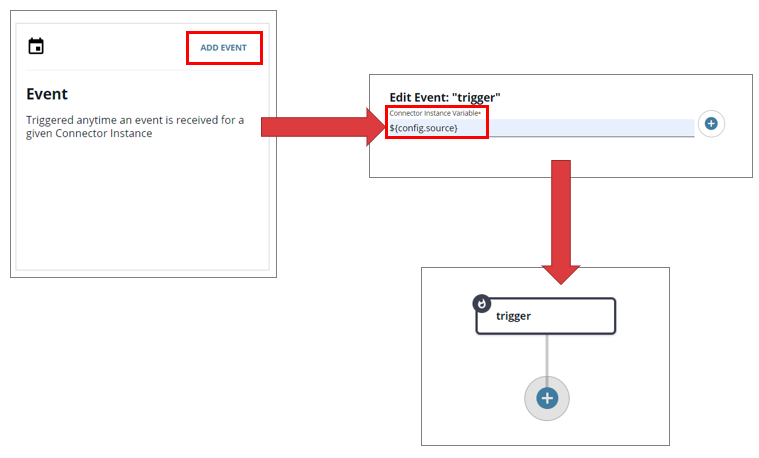 ADD EVENT
Event
Triggered anytime an event is received for a
given Connector Instance
Edit Event: "trigger"
Connector Instance Variable*
${config.source}
trigger